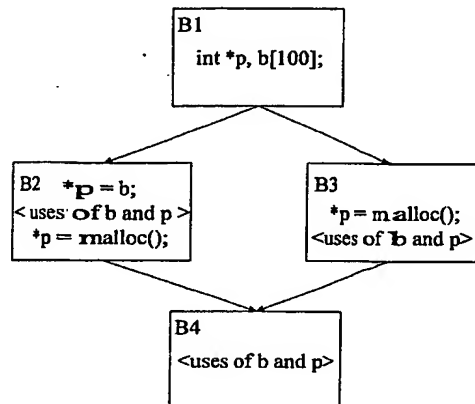 B1
int *p, b[100];
B2
*p = b;
< uses of b and p >
*p = malloc();
B3
*p = malloc();
<uses of b and p>
B4
<uses of b and p>